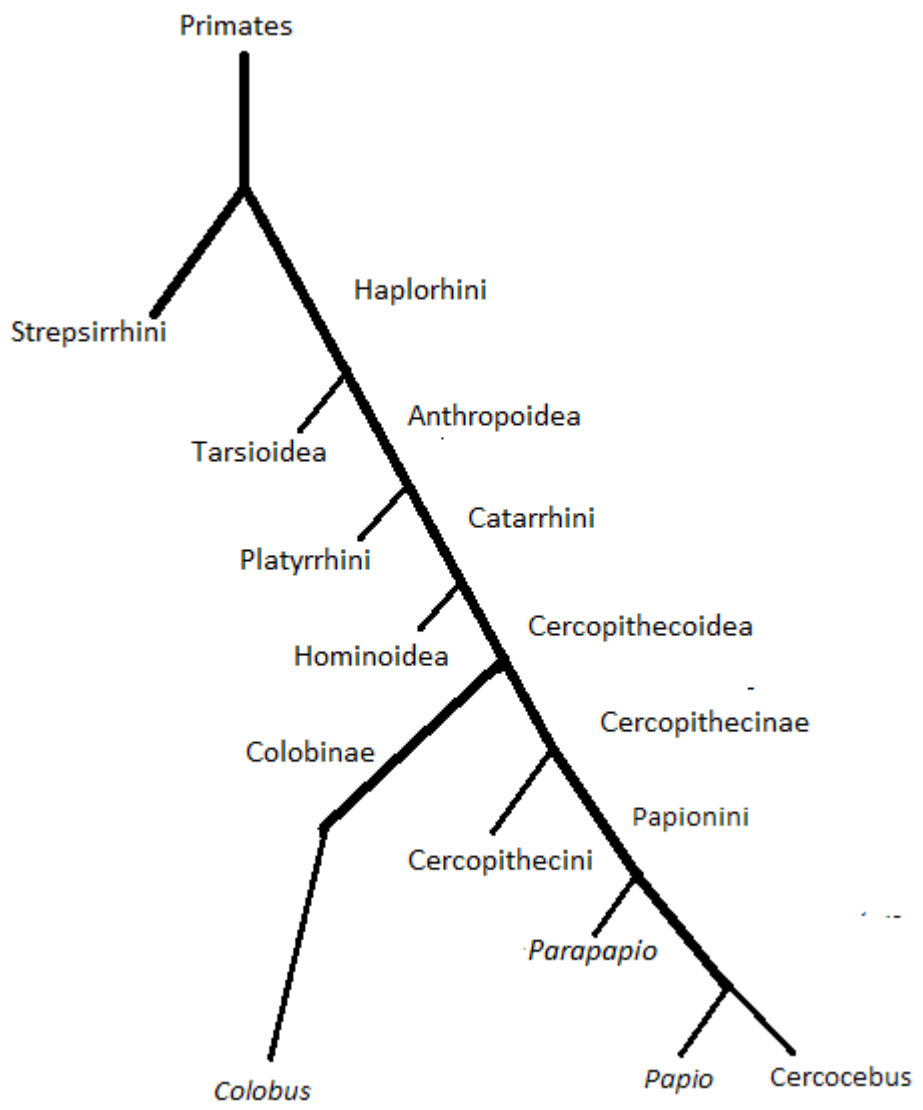 Primates
Haplorhini
Strepsirrhini
Anthropoidea
Tarsioidea
Catarrhini
Platyrrhini
Cercopithecoidea
Hominoidea
Cercopithecinae
Colobinae
Papionini
Cercopithecini
Parapapio
Papio
Cercocebus
Colobus